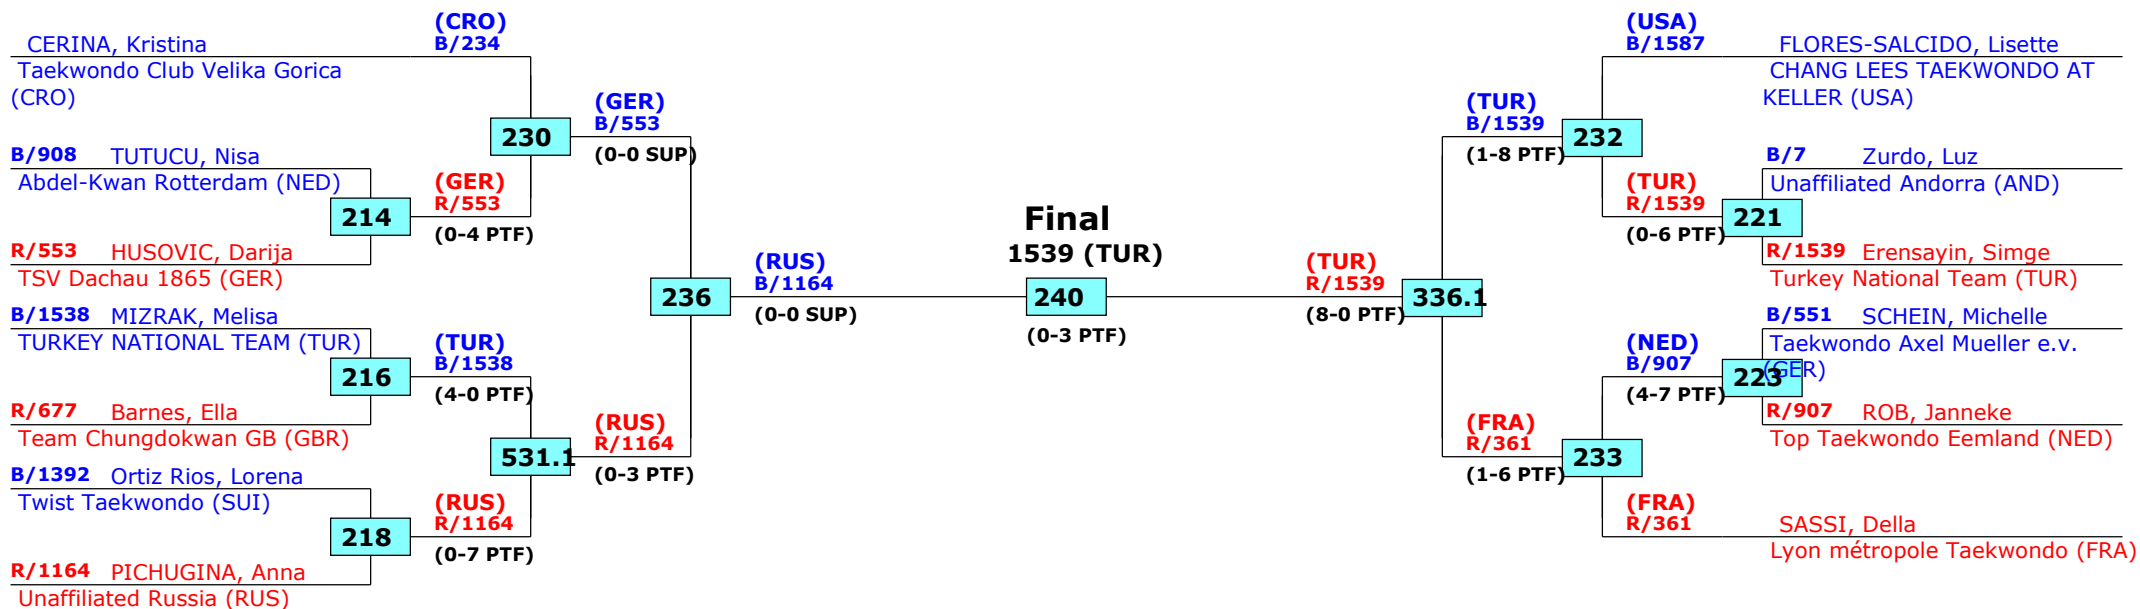 (CRO)
B/234
CERINA, Kristina
Taekwondo Club Velika Gorica
(CRO)
B/908 TUTUCU, Nisa
Abdel-Kwan Rotterdam (NED)
214
R/553 HUSOVIC, Darija
TSV Dachau 1865 (GER)
B/1538 MIZRAK, Melisa
TURKEY NATIONAL TEAM (TUR)
216
R/677 Barnes, Ella
Team Chungdokwan GB (GBR)
B/1392 Ortiz Rios, Lorena
Twist Taekwondo (SUI)
218
R/1164 PICHUGINA, Anna
Unaffiliated Russia (RUS)
230
(GER)
R/553
(0-4 PTF)
(TUR)
B/1538
(4-0 PTF)
531.1
(RUS)
R/1164
(0-7 PTF)
(GER)
B/553
(0-0 SUP)
236
(RUS)
R/1164
(0-3 PTF)
(RUS)
B/1164
(0-0 SUP)
Final
1539 (TUR)
240
(0-3 PTF)
(TUR)
R/1539
(8-0 PTF)
336.1
(TUR)
B/1539
(1-8 PTF)
232
(FRA)
R/361
(1-6 PTF)
233
(USA)
B/1587
FLORES-SALCIDO, Lisette
CHANG LEES TAEKWONDO AT
KELLER (USA)
(TUR)
R/1539
(0-6 PTF)
B/7 Zurdo, Luz
Unaffiliated Andorra (AND)
221
R/1539 Erensayin, Simge
Turkey National Team (TUR)
(NED)
B/907
(4-7 PTF)
B/551 SCHEIN, Michelle
Taekwondo Axel Mueller e.v.
(GER)
223
R/907 ROB, Janneke
Top Taekwondo Eemland (NED)
(FRA)
R/361
SASSI, Della
Lyon métropole Taekwondo (FRA)